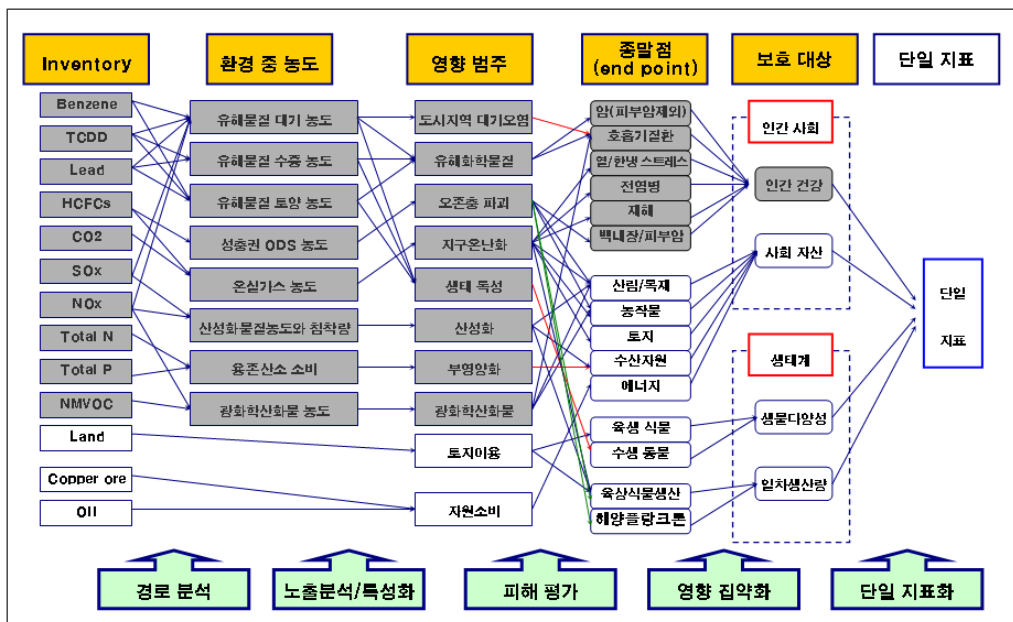 Inventory
환경 중 농도
영향 범주
종말점
(end point)
보호 대상
단일 지표
Benzene
TCDD
Lead
HCFCs
CO2
SOx
NOx
Total N
Total P
NMVOC
Land
Copper ore
Oil
유해물질 대기 농도
유해물질 수중 농도
유해물질 토양 농도
성층권 ODS 농도
온실가스 농도
산성화물질농도와 침착량
용존산소 소비
광화학산화물 농도
도시지역 대기오염
유해화학물질
오존층 파괴
지구온난화
생태 독성
산성화
부영양화
광화학산화물
토지이용
자원소비
암(피부암제외)
호흡기질환
열/한냉 스트레스
전염병
재해
백내장/피부암
산림/목재
농작물
토지
수산자원
에너지
육생 식물
수생 동물
육상식물생산
해양플랑크톤
인간 사회
인간 건강
사회 자산
생태계
생물다양성
일차생산량
단일
지표
경로 분석
노출분석/특성화
피해 평가
영향 집약화
단일 지표화